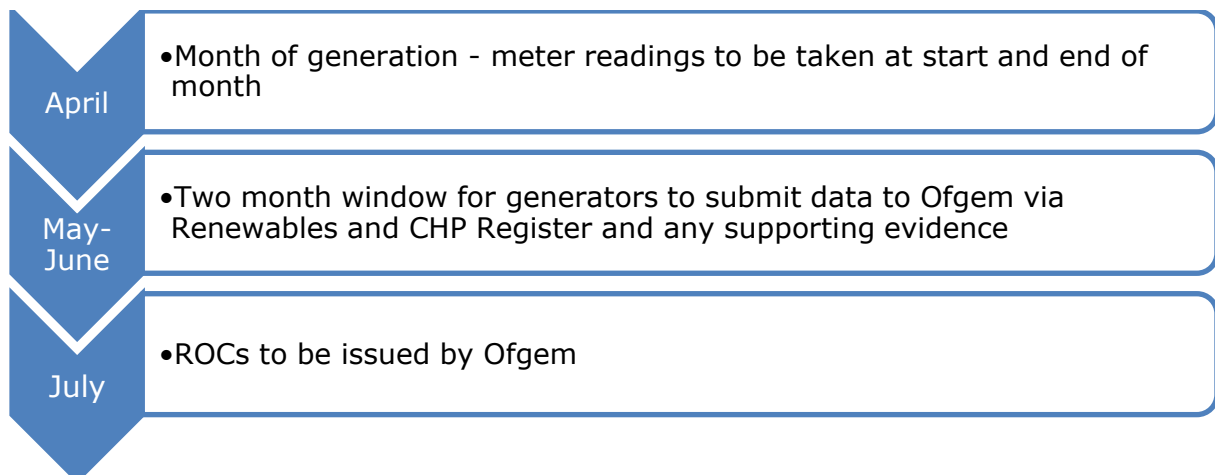 April
•Month of generation - meter readings to be taken at start and end of
month
May-
June
•Two month window for generators to submit data to Ofgem via
Renewables and CHP Register and any supporting evidence
July
•ROCs to be issued by Ofgem